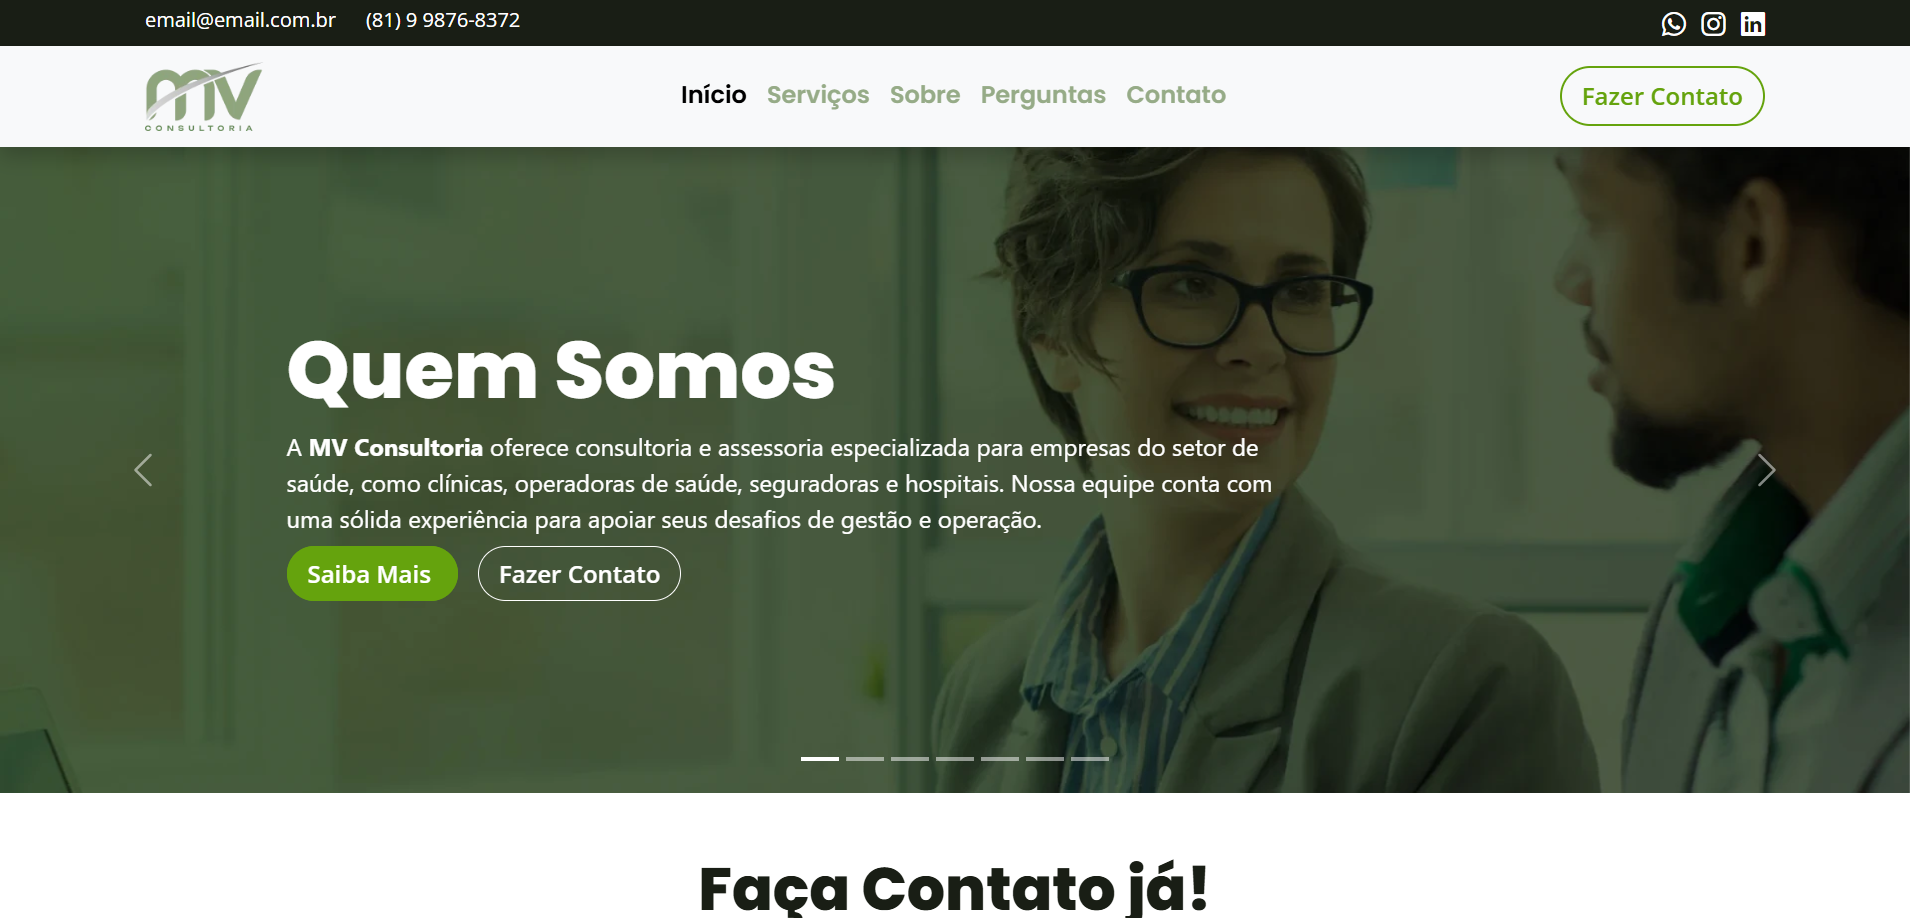 email@email.com.br (81) 9 9876-8372
MV
CONSULTORIA
Início Serviços Sobre Perguntas Contato
Fazer Contato
Quem Somos
A MV Consultoria oferece consultoria e assessoria especializada para empresas do setor de
saúde, como clínicas, operadoras de saúde, seguradoras e hospitais. Nossa equipe conta com
uma sólida experiência para apoiar seus desafios de gestão e operação.
Saiba Mais Fazer Contato
Faça Contato já!